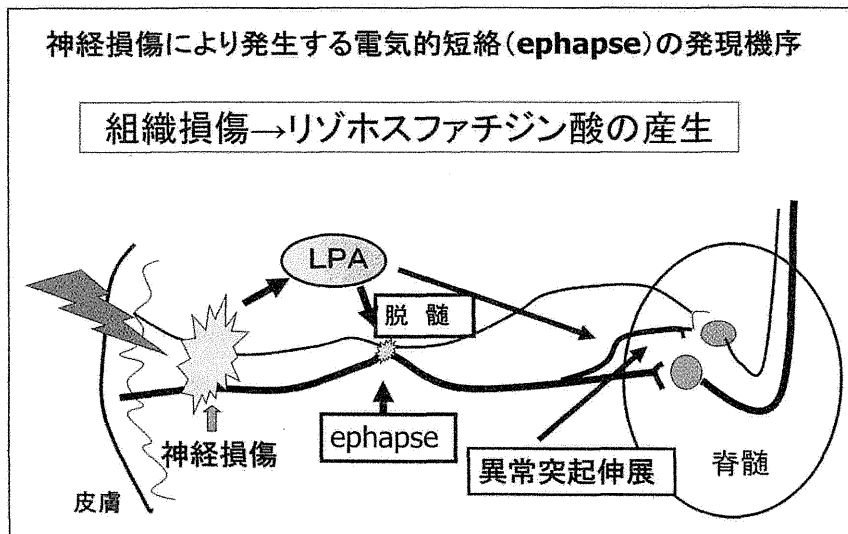 神経損傷により発生する電気的短絡(ephapse)の発現機序
組織損傷→リゾホスファチジン酸の産生
LPA
脱 髄
ephapse
神経損傷
異常突起伸展
脊髄
皮膚